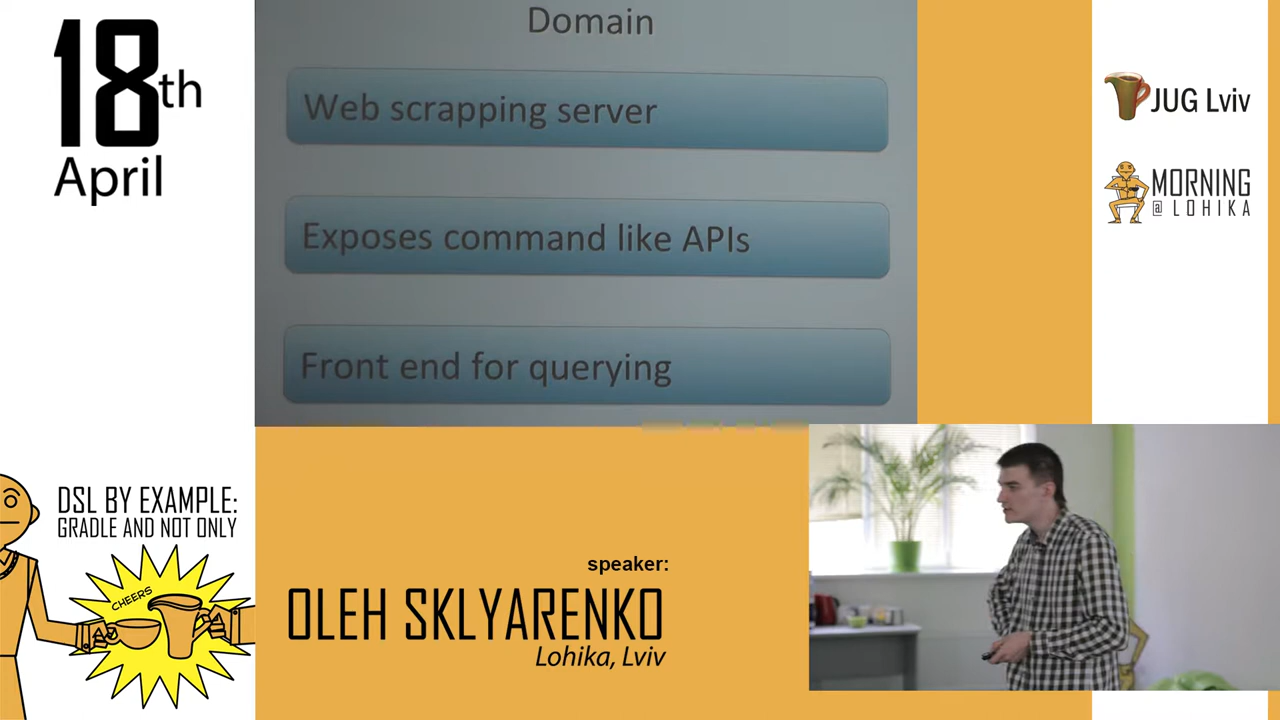 18th
April
Domain
Web scrapping server
Exposes command like APIs
Front end for querying
JUG Lviv
MORNING
@ LOHIKA
DSL BY EXAMPLE:
GRADLE AND NOT ONLY
CHEERS
speaker:
OLEH SKLYARENKO
Lohika, Lviv